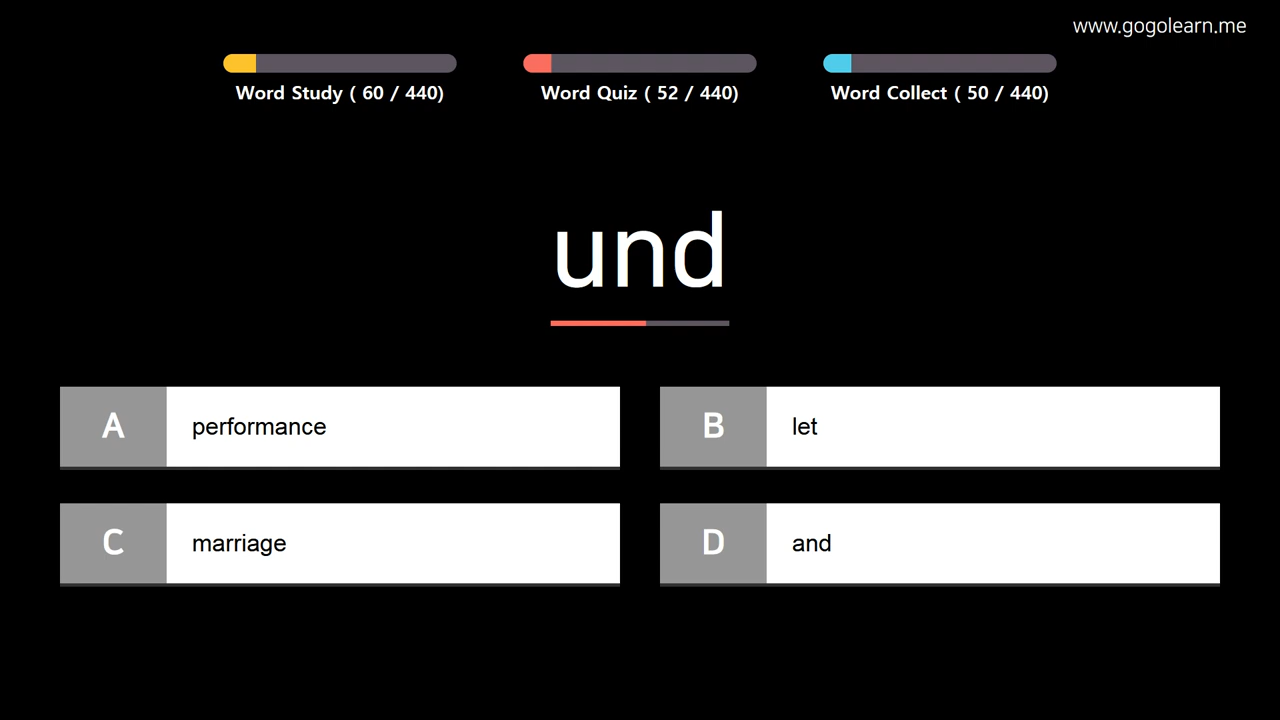 www.gogolearn.me
Word Study ( 60 / 440)
Word Quiz ( 52 / 440)
Word Collect ( 50 / 440)
und
A performance
B let
C marriage
D and